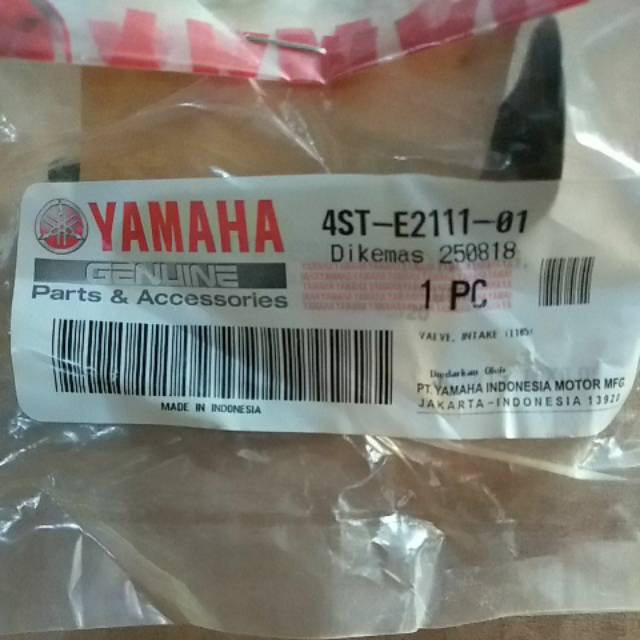 YAMAHA
4ST-E2111-01
Dikemas 250818
GENUINE
Parts & Accessories
1 PC
VALVE, INTAKE
Diedarkan Oleh
PT.YAMAHA INDONESIA MOTOR MFG
JAKARTA-INDONESIA 13920
MADE IN INDONESIA